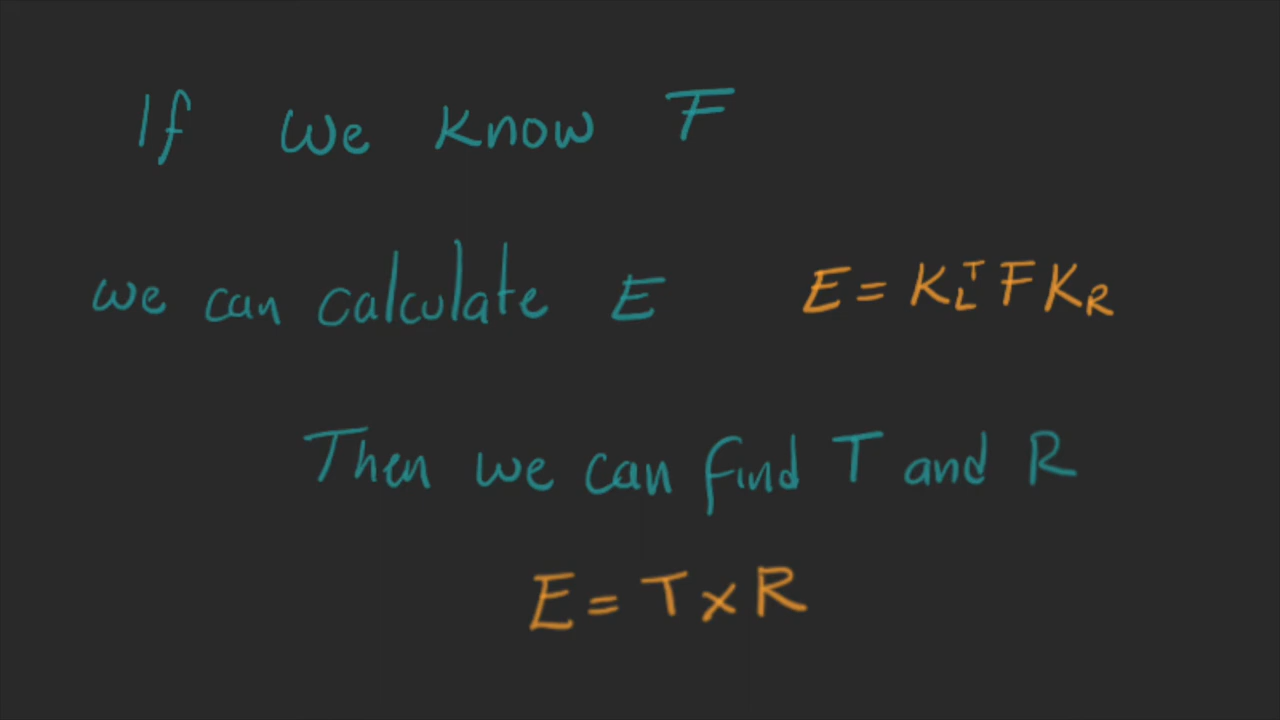 If we know F
we can calculate E E = K_L^T F K_R
Then we can find T and R
E = T × R